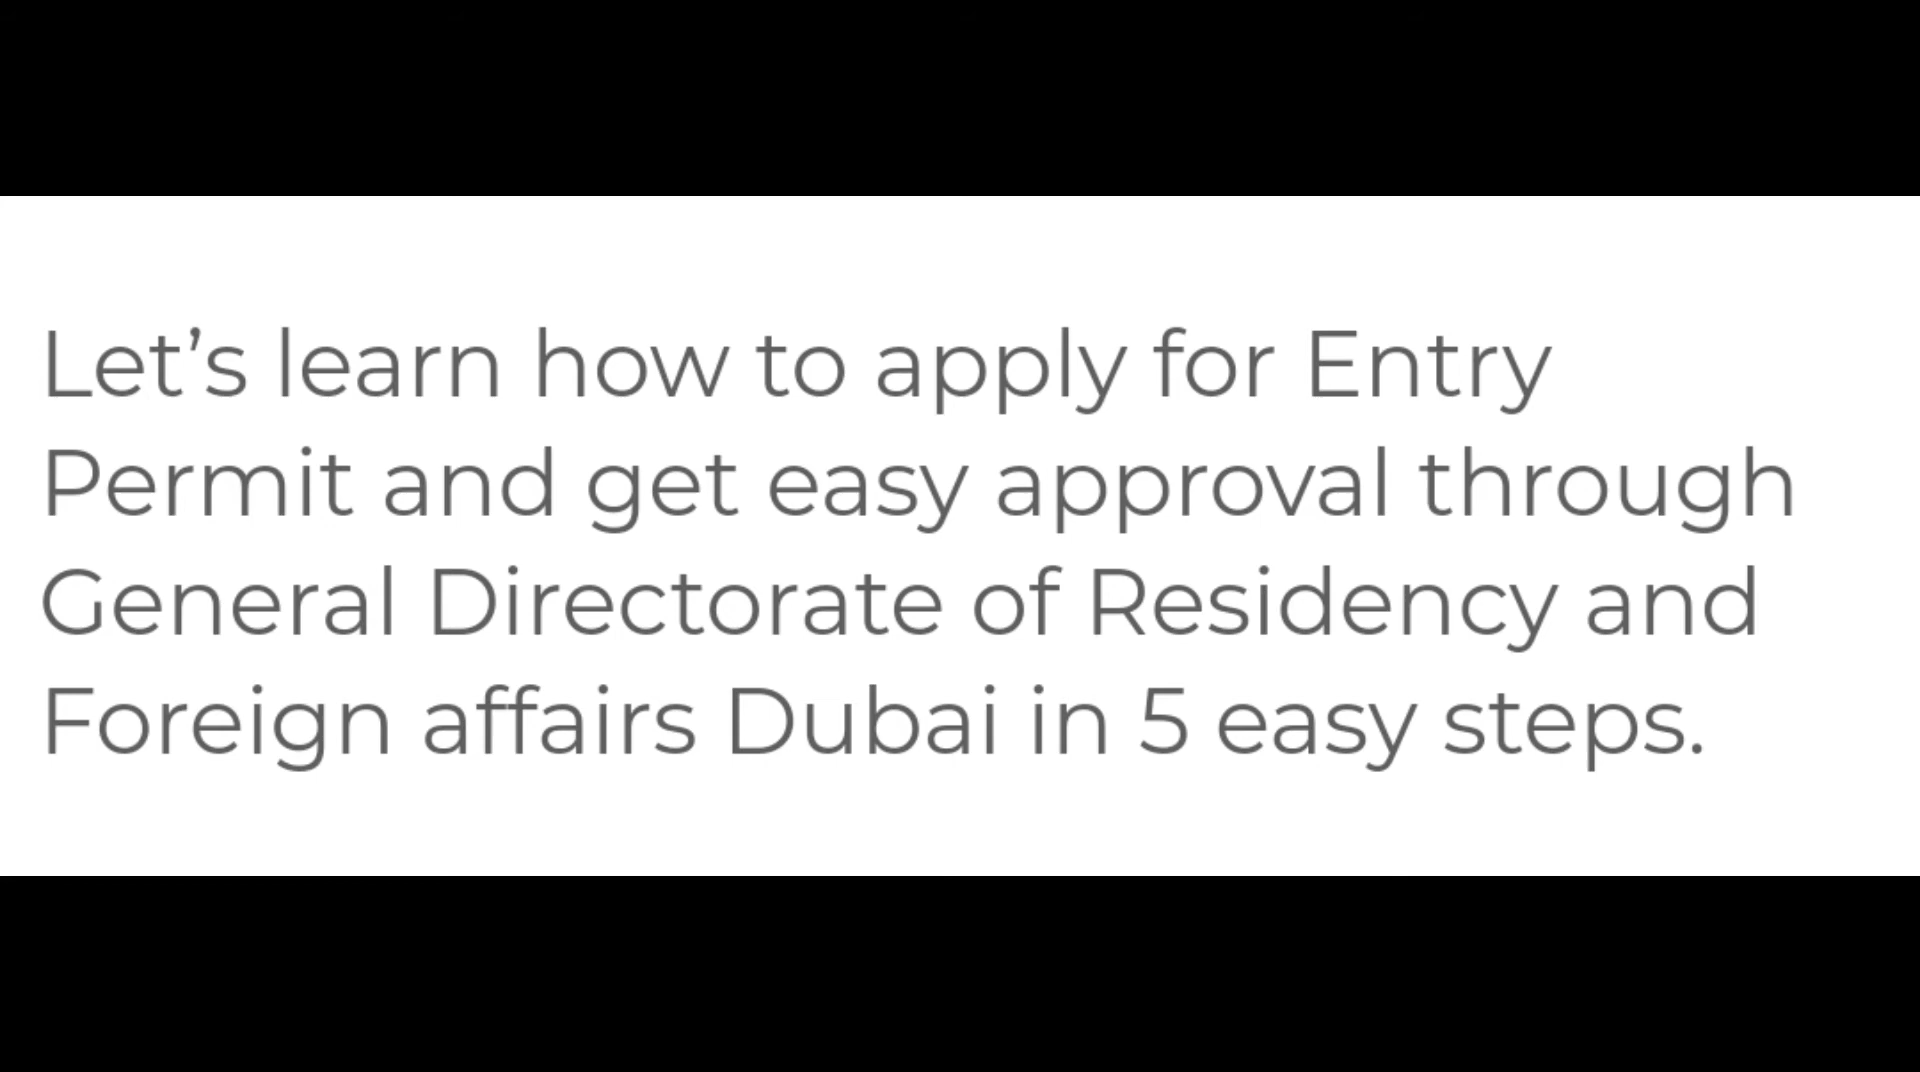 Let’s learn how to apply for Entry
Permit and get easy approval through
General Directorate of Residency and
Foreign affairs Dubai in 5 easy steps.